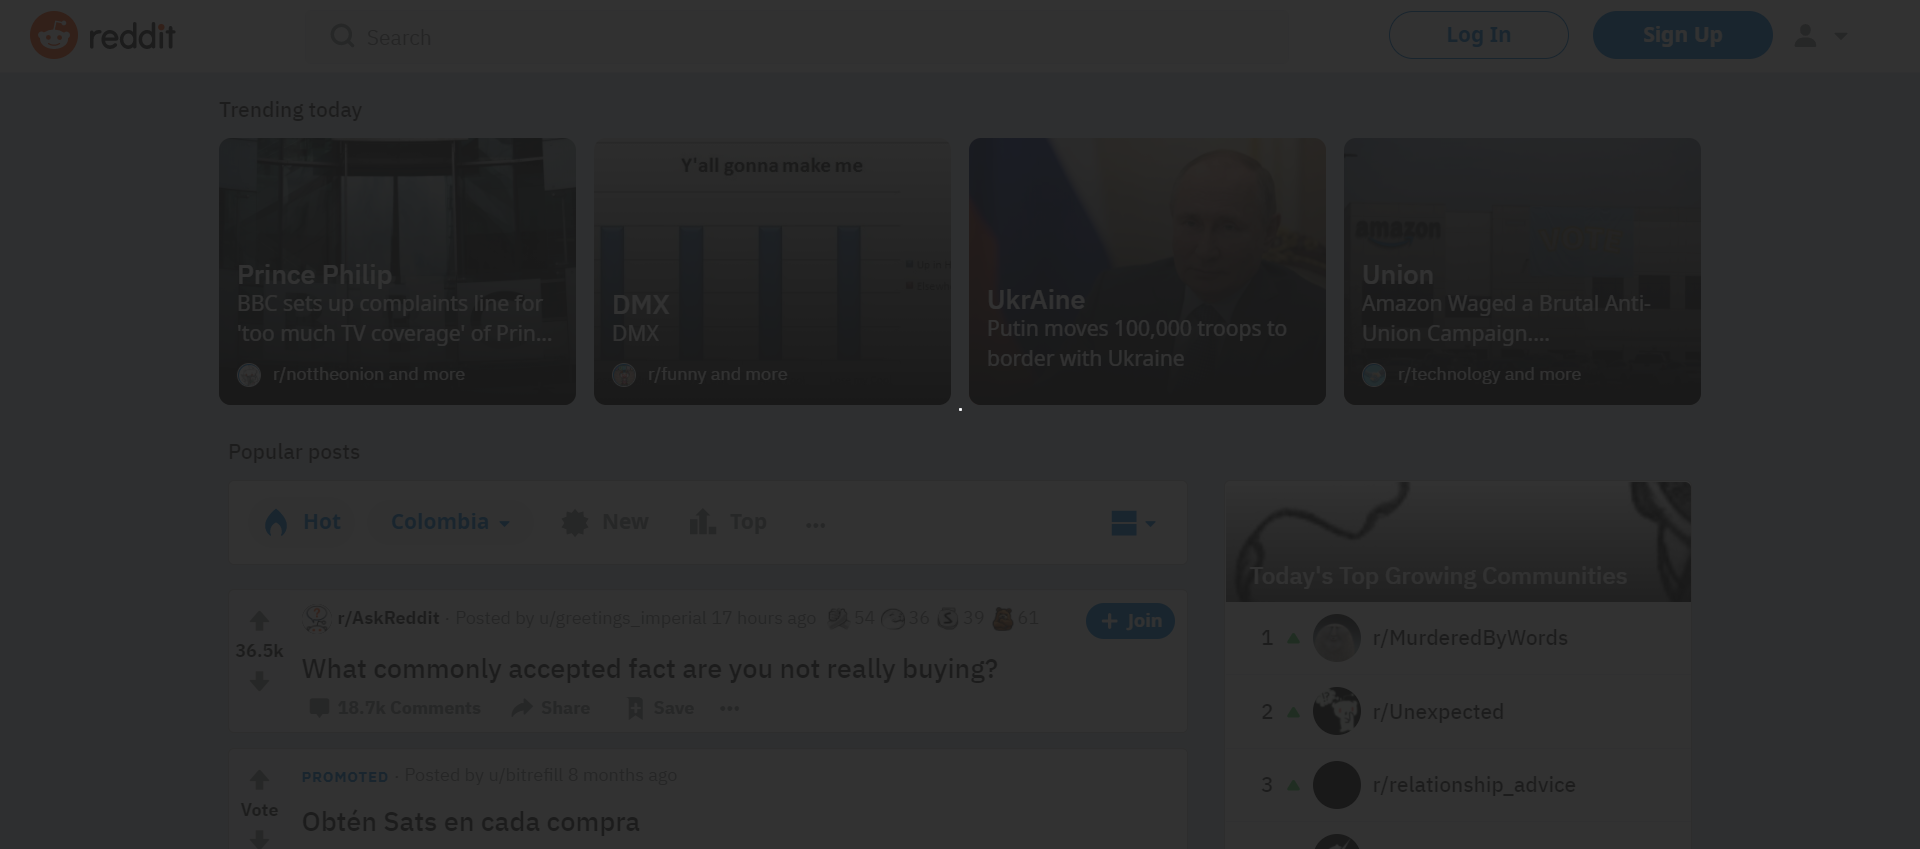 reddit
Search
Log In
Sign Up
Trending today
Prince Philip
BBC sets up complaints line for
'too much TV coverage' of Prin...
r/nottheonion and more
Y'all gonna make me
DMX
DMX
r/funny and more
UkrAine
Putin moves 100,000 troops to
border with Ukraine
amazon
Union
Amazon Waged a Brutal Anti-
Union Campaign....
r/technology and more
Popular posts
Hot
Colombia
New
Top
...
r/AskReddit · Posted by u/greetings_imperial 17 hours ago 54 36 39 61
+ Join
36.5k
What commonly accepted fact are you not really buying?
18.7k Comments
Share
Save
...
PROMOTED · Posted by u/bitrefill 8 months ago
Vote
Obtén Sats en cada compra
Today's Top Growing Communities
1 r/MurderedByWords
2 r/Unexpected
3 r/relationship_advice